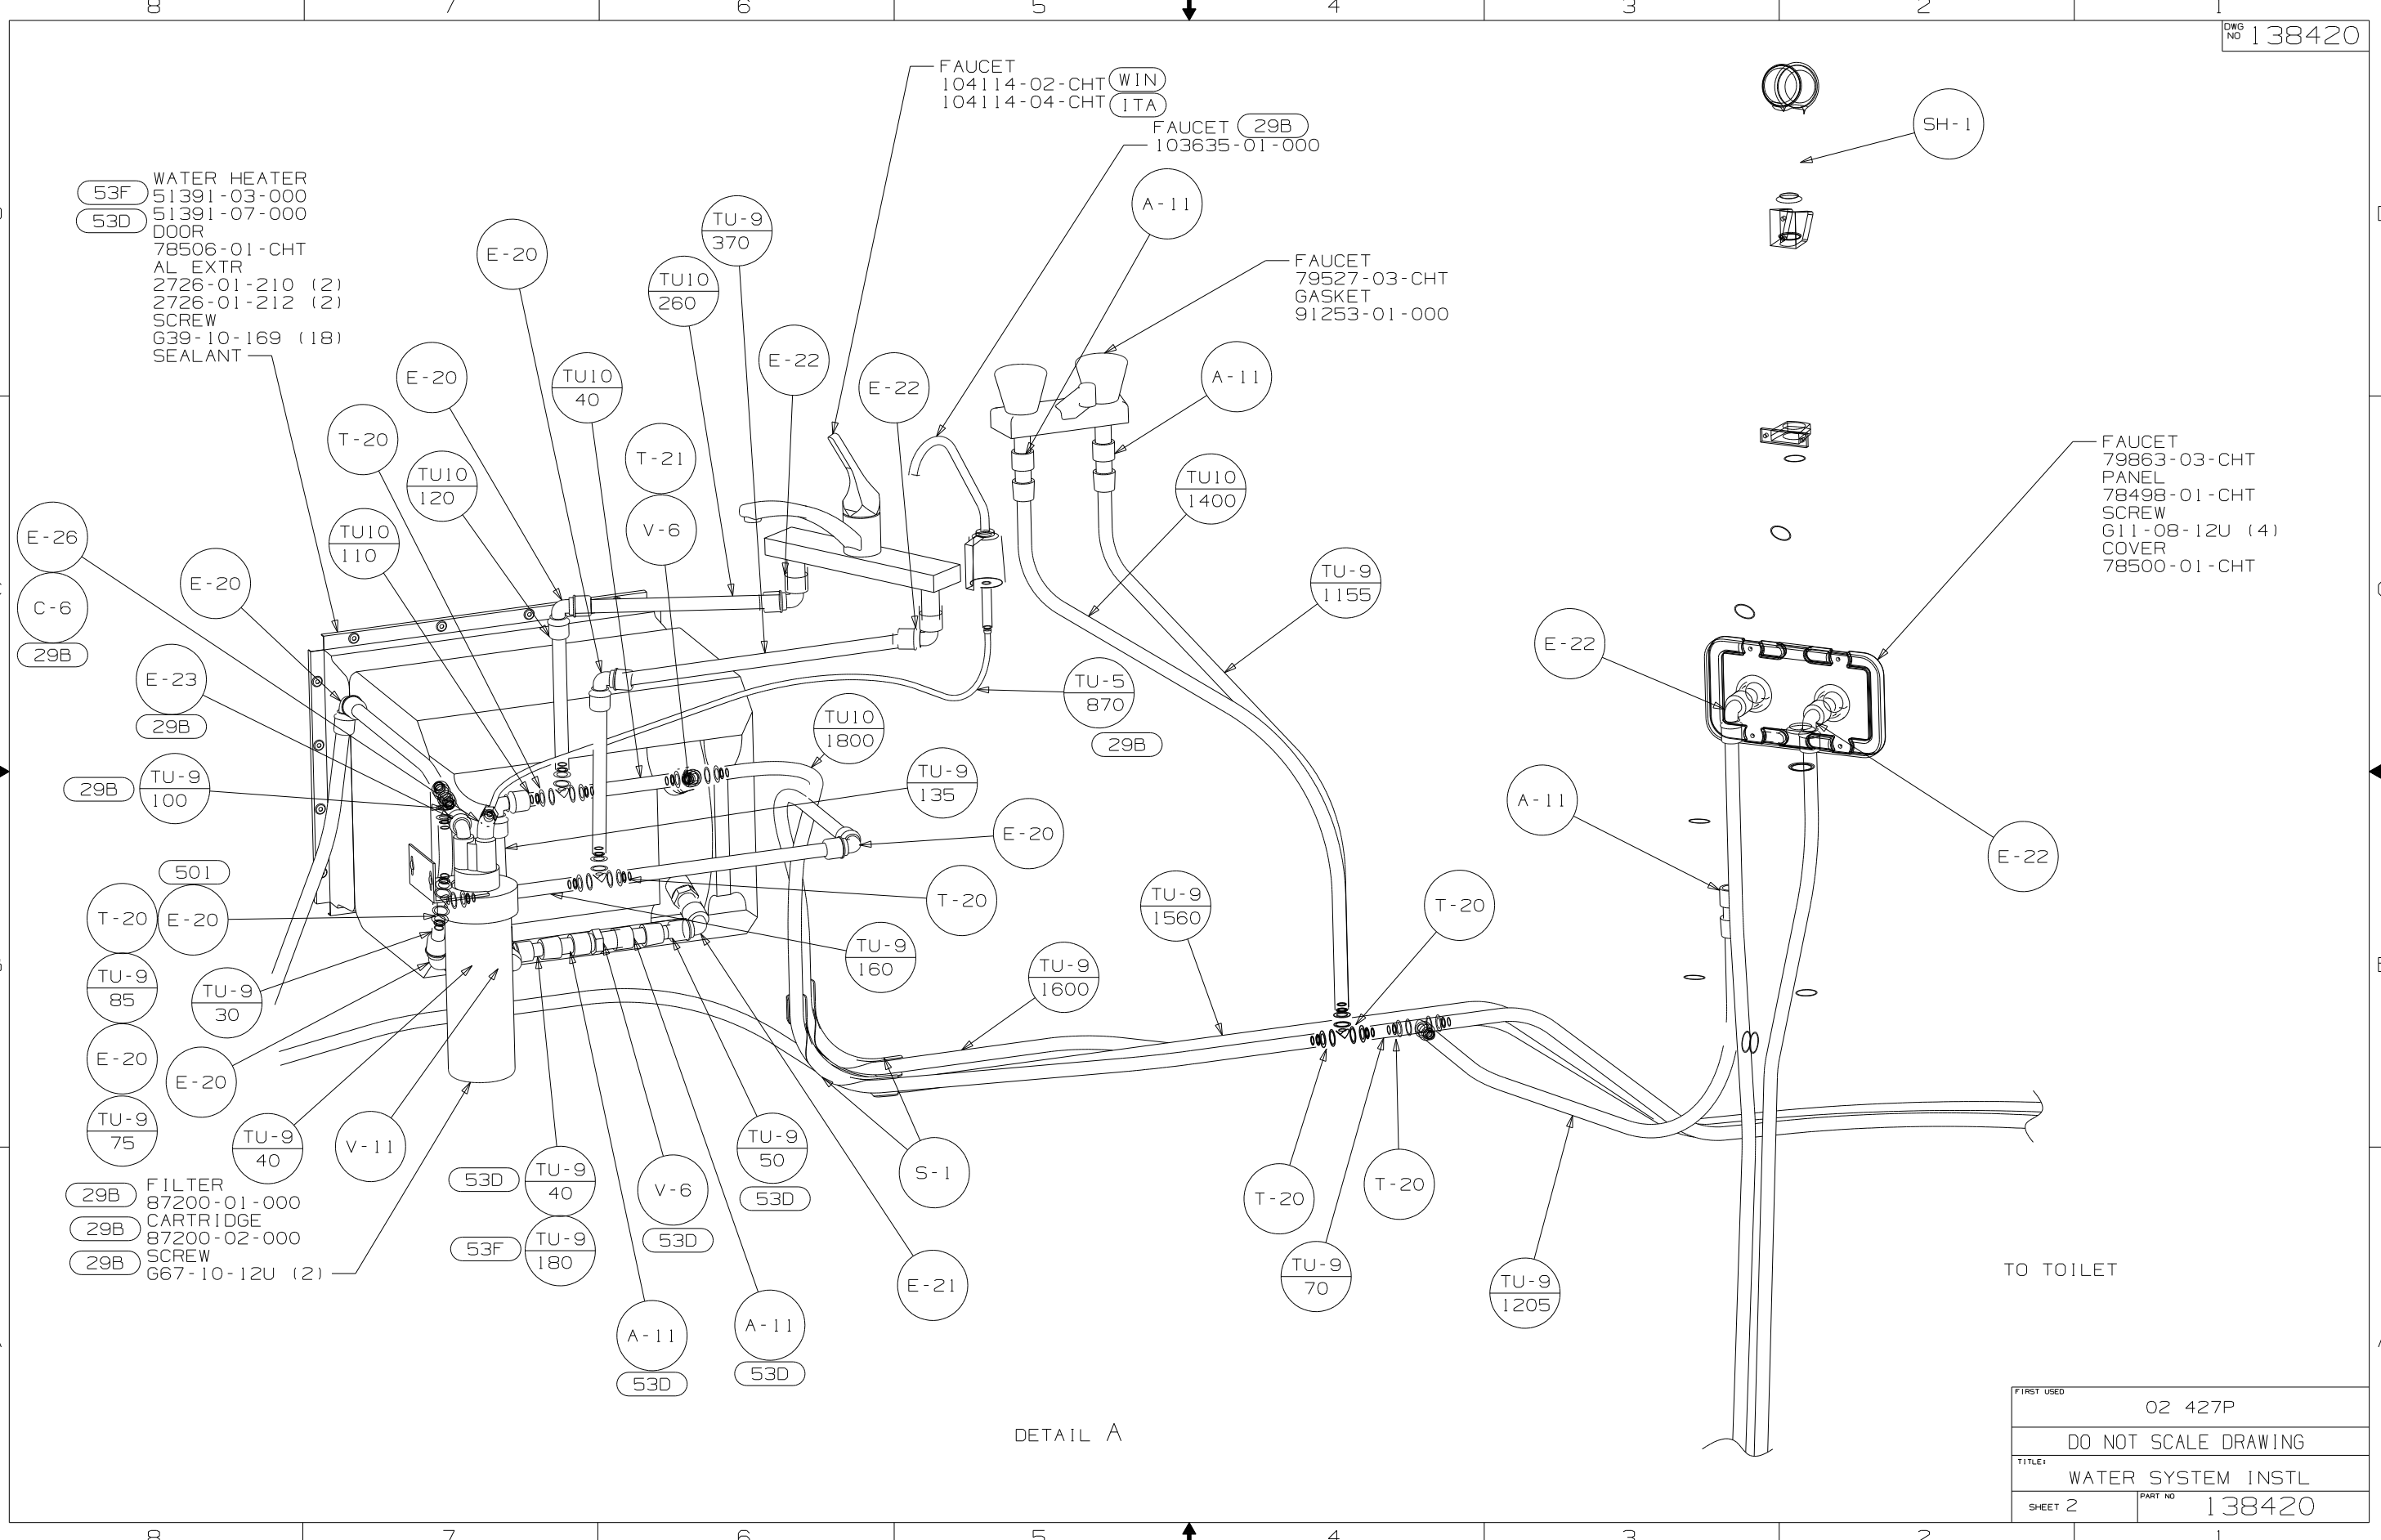 8 7 6 5 4 3 2 1
DWG NO 138420
FAUCET
104114-02-CHT WIN
104114-04-CHT ITA
FAUCET 29B
103635-01-000
SH-1
WATER HEATER
53F 51391-03-000
53D 51391-07-000
DOOR
78506-01-CHT
AL EXTR
2726-01-210 (2)
2726-01-212 (2)
SCREW
G39-10-169 (18)
SEALANT
A-11
TU-9
370
E-20
TU10
260
FAUCET
79527-03-CHT
GASKET
91253-01-000
E-22
E-20
TU10
40
E-22
A-11
T-20
T-21
TU10
120
TU10
1400
FAUCET
79863-03-CHT
PANEL
78498-01-CHT
SCREW
G11-08-12U (4)
COVER
78500-01-CHT
E-26
TU10
110
V-6
E-20
TU-9
1155
C-6
29B
E-22
E-23
29B
TU-5
870
29B
TU10
1800
29B TU-9
100
TU-9
135
A-11
E-20
E-22
501
T-20
E-20
T-20
TU-9
1560
T-20
TU-9
160
TU-9
85
TU-9
30
TU-9
1600
E-20
E-20
TU-9
75
TU-9
40
V-11
53D TU-9
40
V-6
53D
TU-9
50
53D
S-1
T-20
T-20
53F TU-9
180
29B FILTER
87200-01-000
29B CARTRIDGE
87200-02-000
29B SCREW
G67-10-12U (2)
E-21
TU-9
70
TU-9
1205
TO TOILET
A-11
53D
A-11
53D
DETAIL A
FIRST USED
02 427P
DO NOT SCALE DRAWING
TITLE:
WATER SYSTEM INSTL
SHEET 2 PART NO 138420
8 7 6 5 4 3 2 1